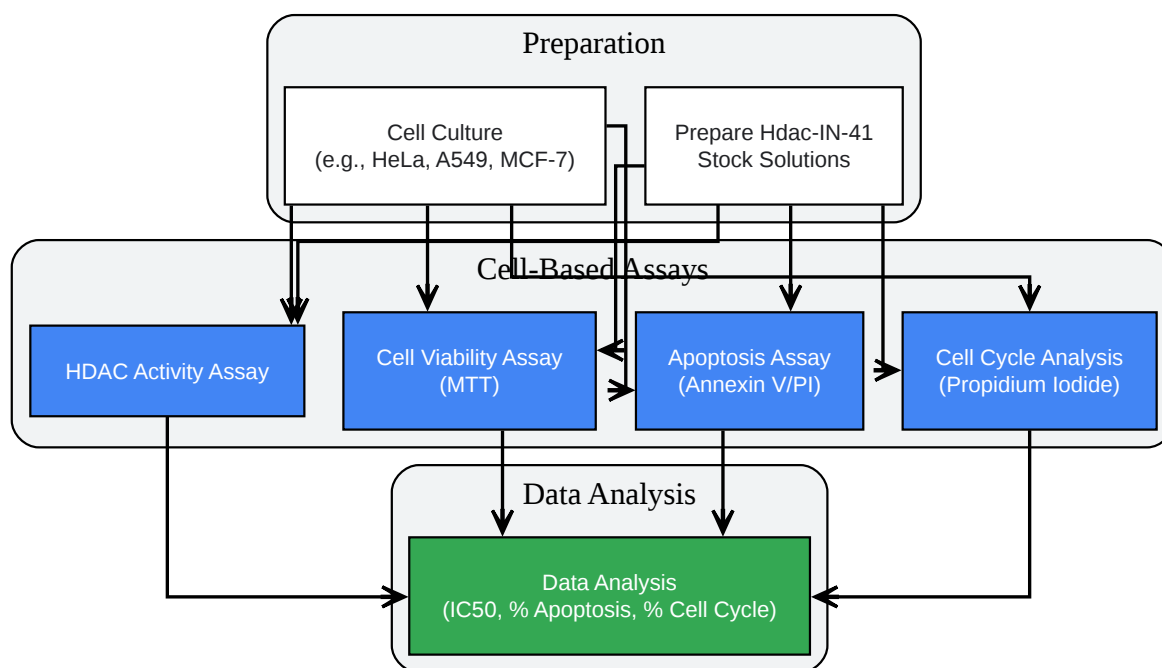 Preparation
Cell Culture
(e.g., HeLa, A549, MCF-7)
Prepare Hdac-IN-41
Stock Solutions
Cell-Based Assays
HDAC Activity Assay
Cell Viability Assay
(MTT)
Apoptosis Assay
(Annexin V/PI)
Cell Cycle Analysis
(Propidium Iodide)
Data Analysis
Data Analysis
(IC50, % Apoptosis, % Cell Cycle)